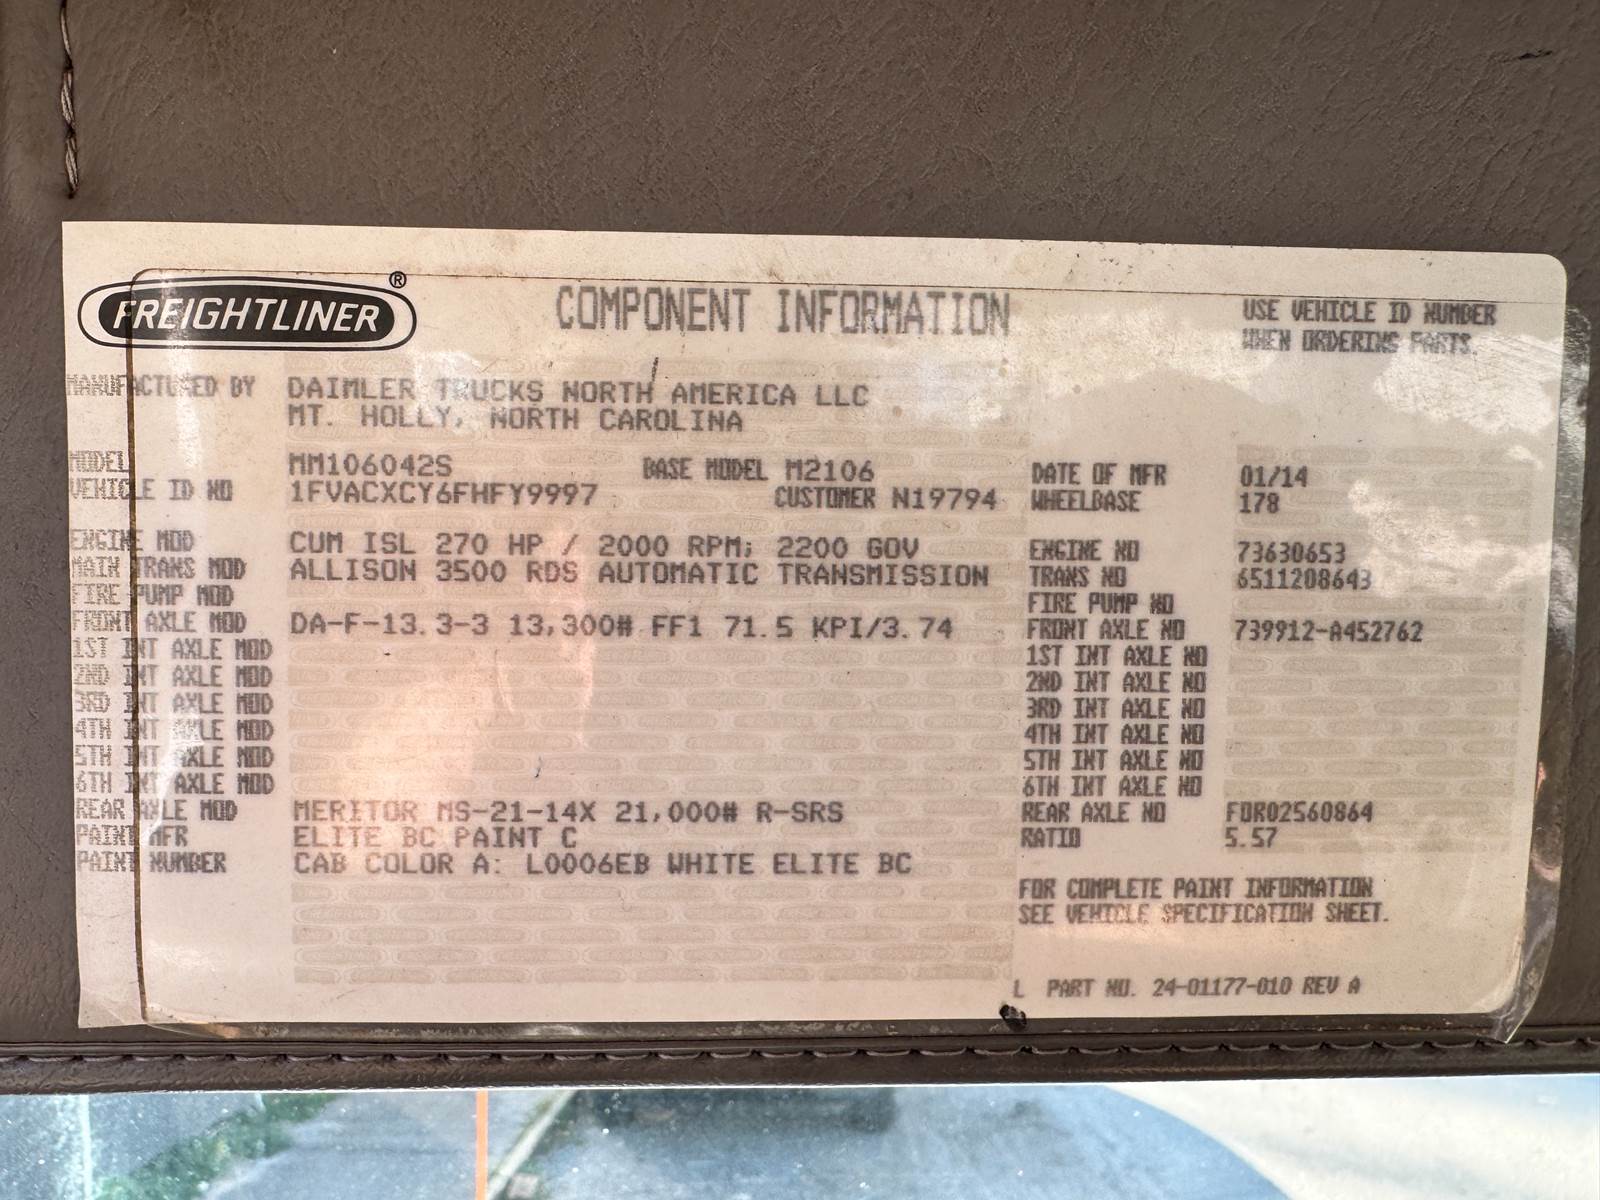 FREIGHTLINER®
COMPONENT INFORMATION
USE VEHICLE ID NUMBER
WHEN ORDERING PARTS.
MANUFACTURED BY DAIMLER TRUCKS NORTH AMERICA LLC
MT. HOLLY, NORTH CAROLINA
MODEL MM106042S BASE MODEL M2106 DATE OF MFR 01/14
VEHICLE ID NO 1FVACXCY6FHFY9997 CUSTOMER N19794 WHEELBASE 178
ENGINE MOD CUM ISL 270 HP / 2000 RPM; 2200 GOV ENGINE NO 73630653
MAIN TRANS MOD ALLISON 3500 RDS AUTOMATIC TRANSMISSION TRANS NO 6511208643
FIRE PUMP MOD FIRE PUMP NO
FRONT AXLE MOD DA-F-13.3-3 13,300# FF1 71.5 KPI/3.74 FRONT AXLE NO 739912-A452762
1ST INT AXLE MOD 1ST INT AXLE NO
2ND INT AXLE MOD 2ND INT AXLE NO
3RD INT AXLE MOD 3RD INT AXLE NO
4TH INT AXLE MOD 4TH INT AXLE NO
5TH INT AXLE MOD 5TH INT AXLE NO
6TH INT AXLE MOD 6TH INT AXLE NO
REAR AXLE MOD MERITOR MS-21-14X 21,000# R-SRS REAR AXLE NO FDR02560864
PAINT MFR ELITE BC PAINT C RATIO 5.57
PAINT NUMBER CAB COLOR A: L0006EB WHITE ELITE BC
FOR COMPLETE PAINT INFORMATION
SEE VEHICLE SPECIFICATION SHEET.
L PART NO. 24-01177-010 REV A